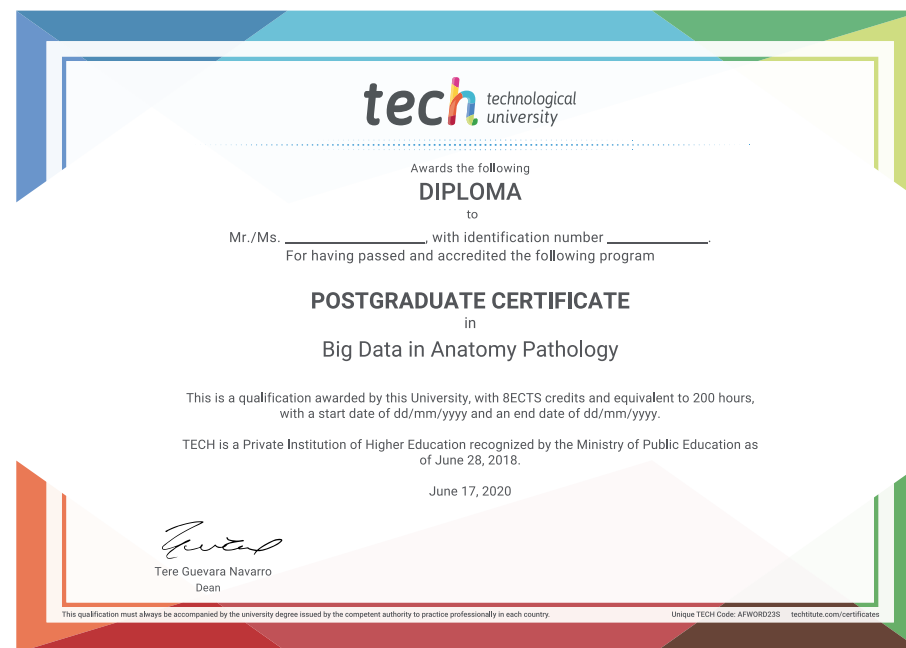 tech technological
university
Awards the following
DIPLOMA
to
Mr./Ms. ____________, with identification number ____________.
For having passed and accredited the following program
POSTGRADUATE CERTIFICATE
in
Big Data in Anatomy Pathology
This is a qualification awarded by this University, with 8ECTS credits and equivalent to 200 hours,
with a start date of dd/mm/yyyy and an end date of dd/mm/yyyy.
TECH is a Private Institution of Higher Education recognized by the Ministry of Public Education as
of June 28, 2018.
June 17, 2020
Tere Guevara Navarro
Dean
This qualification must always be accompanied by the university degree issued by the competent authority to practice professionally in each country. Unique TECH Code: AFWORD23S techtitute.com/certificates